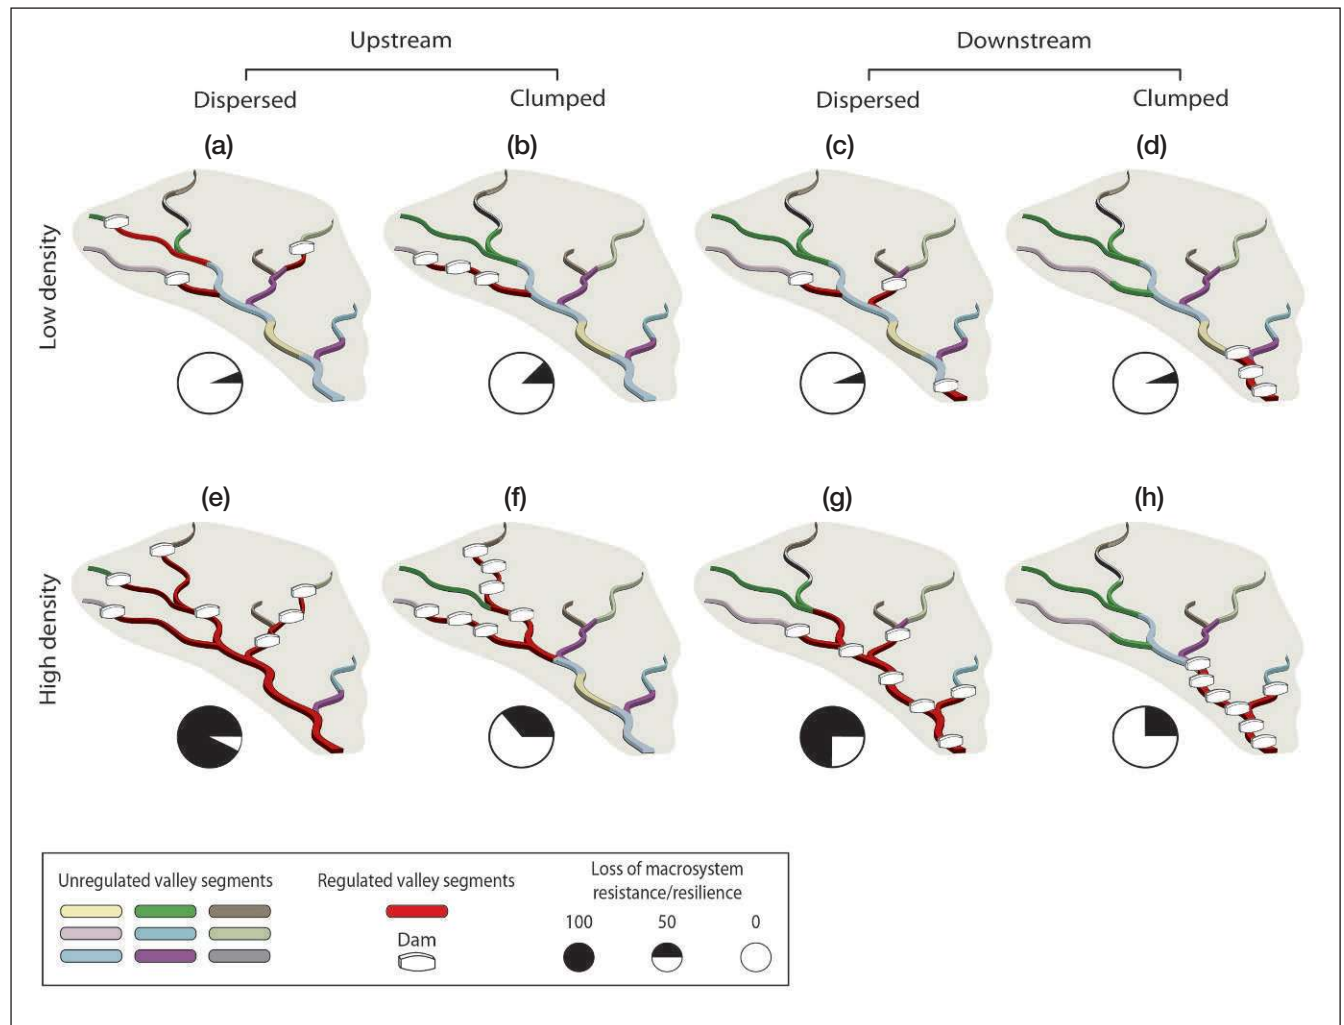 Upstream
Downstream
Dispersed
Clumped
Dispersed
Clumped
(a)
(b)
(c)
(d)
Low density
(e)
(f)
(g)
(h)
High density
Unregulated valley segments
Regulated valley segments
Dam
Loss of macrosystem
resistance/resilience
100
50
0